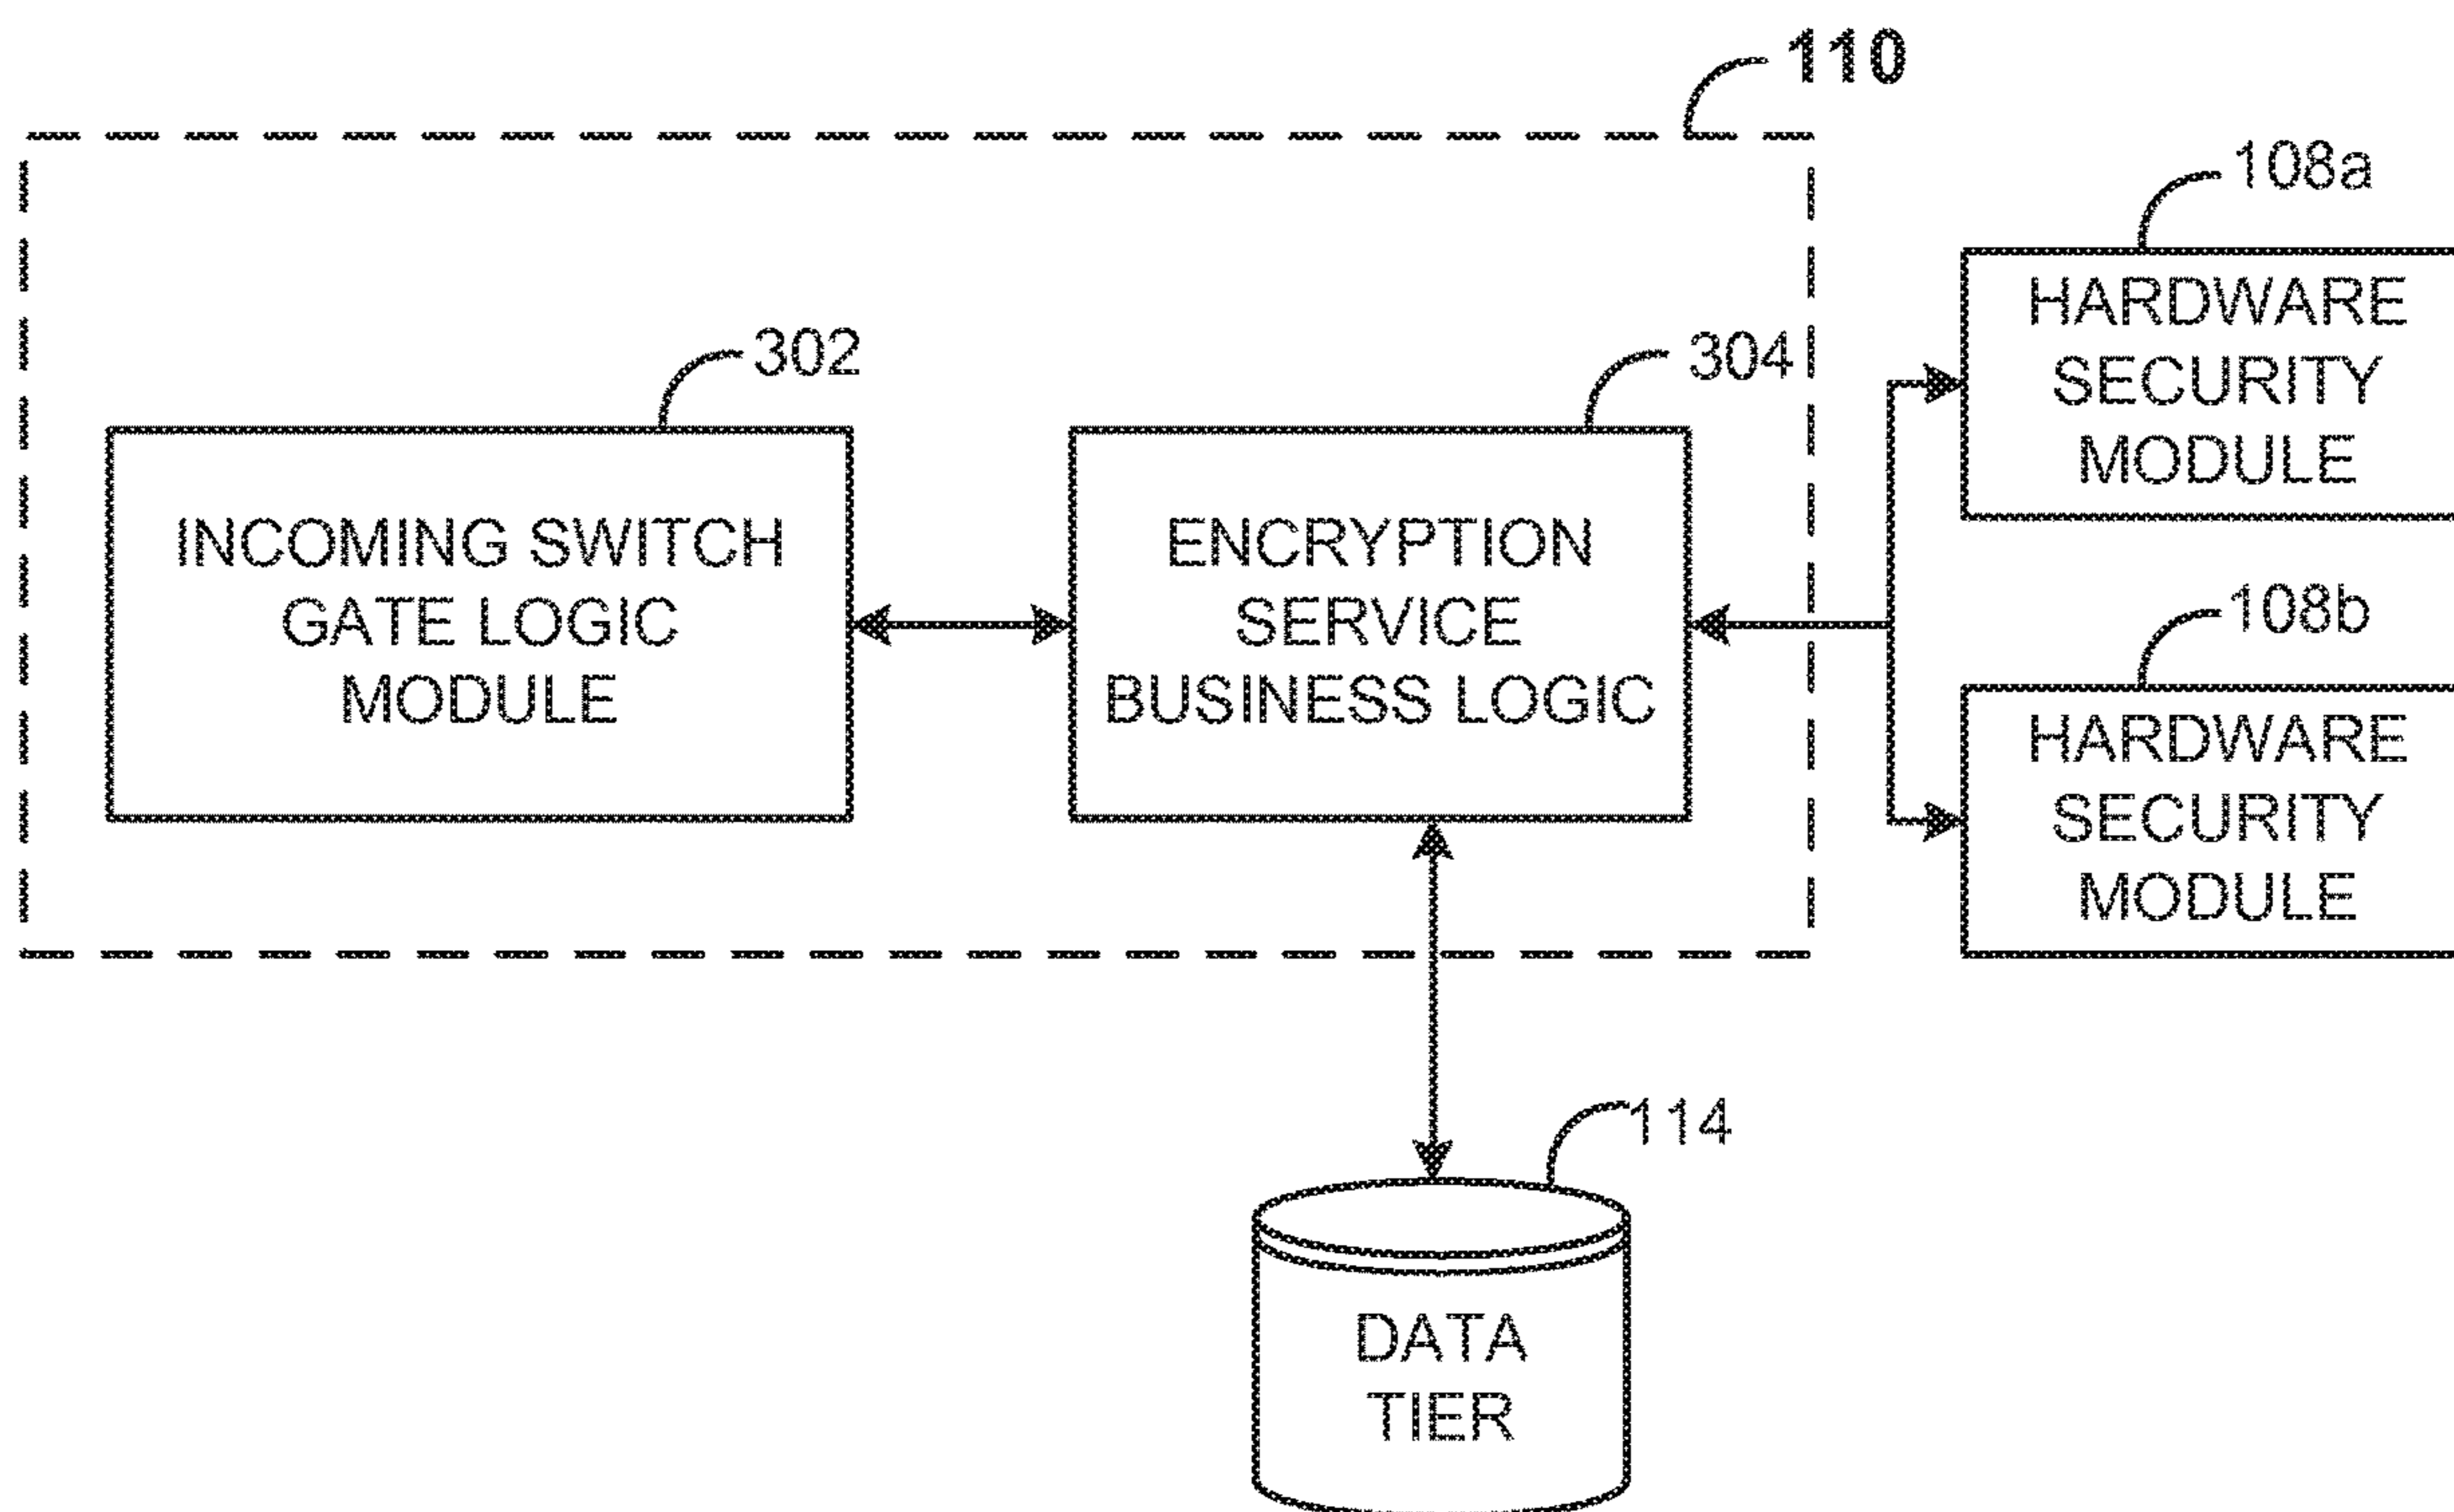 110
108a
HARDWARE
SECURITY
MODULE
302
304
INCOMING SWITCH
GATE LOGIC
MODULE
ENCRYPTION
SERVICE
BUSINESS LOGIC
108b
HARDWARE
SECURITY
MODULE
114
DATA
TIER